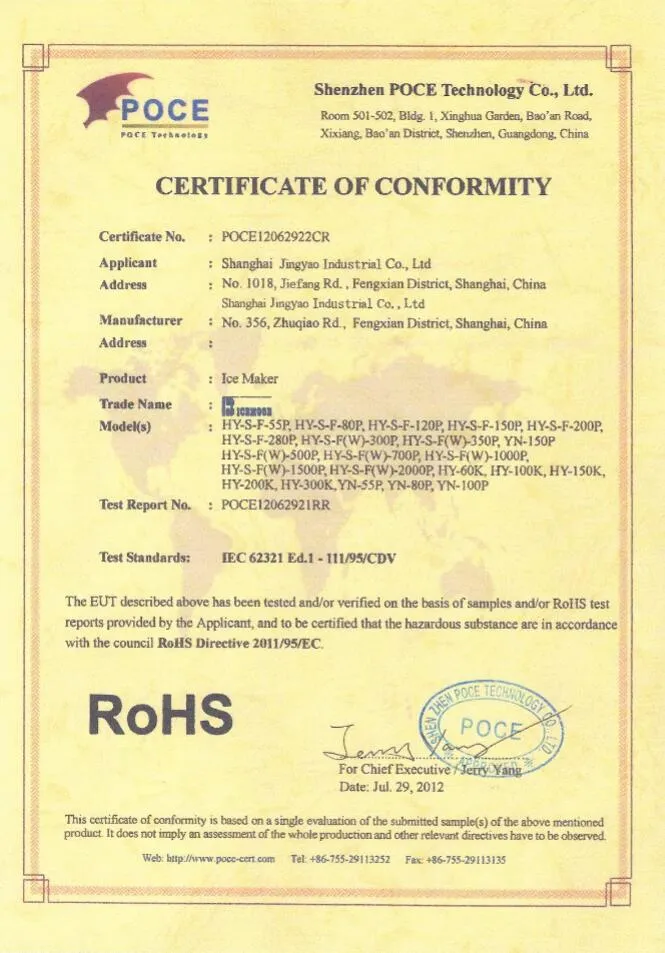 POCE
POCE Technology
Shenzhen POCE Technology Co., Ltd.
Room 501-502, Bldg. 1, Xinghua Garden, Bao'an Road,
Xixiang, Bao'an District, Shenzhen, Guangdong, China
CERTIFICATE OF CONFORMITY
Certificate No. : POCE12062922CR
Applicant : Shanghai Jingyao Industrial Co., Ltd
Address : No. 1018, Jiefang Rd., Fengxian District, Shanghai, China
Shanghai Jingyao Industrial Co., Ltd
Manufacturer : No. 356, Zhuqiao Rd., Fengxian District, Shanghai, China
Address :
Product : Ice Maker
Trade Name :
Model(s) : HY-S-F-55P, HY-S-F-80P, HY-S-F-120P, HY-S-F-150P, HY-S-F-200P,
HY-S-F-280P, HY-S-F(W)-300P, HY-S-F(W)-350P, YN-150P
HY-S-F(W)-500P, HY-S-F(W)-700P, HY-S-F(W)-1000P,
HY-S-F(W)-1500P, HY-S-F(W)-2000P, HY-60K, HY-100K, HY-150K,
HY-200K, HY-300K,YN-55P, YN-80P, YN-100P
Test Report No. : POCE12062921RR
Test Standards: IEC 62321 Ed.1 - 111/95/CDV
The EUT described above has been tested and/or verified on the basis of samples and/or RoHS test
reports provided by the Applicant, and to be certified that the hazardous substance are in accordance
with the council RoHS Directive 2011/95/EC.
RoHS
SHEN ZHEN POCE TECHNOLOGY CO., LTD
POCE
APPROVED
For Chief Executive / Jerry Yang
Date: Jul. 29, 2012
This certificate of conformity is based on a single evaluation of the submitted sample(s) of the above mentioned
product. It does not imply an assessment of the whole production and other relevant directives have to be observed.
Web: http://www.poce-cert.com Tel: +86-755-29113252 Fax: +86-755-29113135